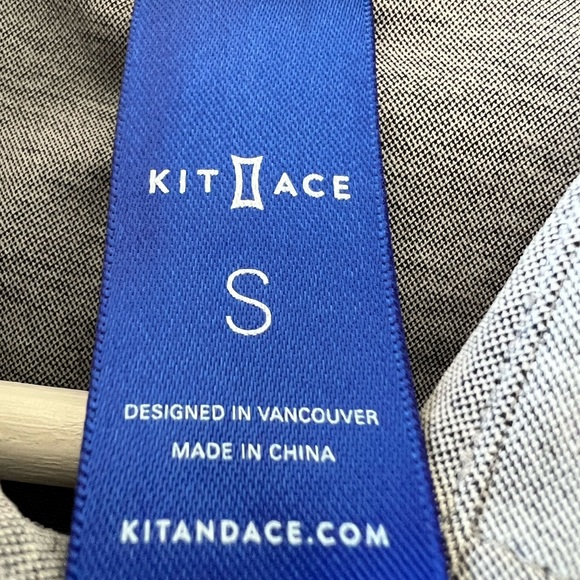 KIT ACE
S
DESIGNED IN VANCOUVER
MADE IN CHINA
KITANDACE.COM